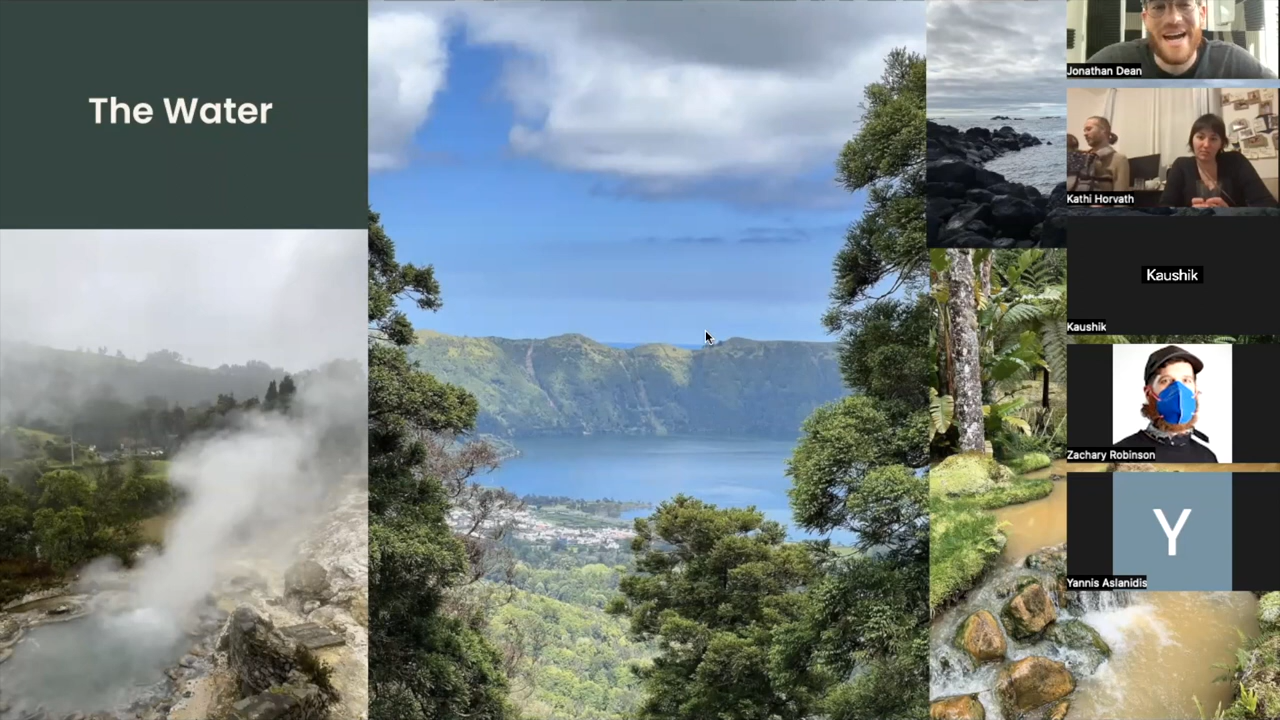 The Water
Jonathan Dean
Kathi Horvath
Kaushik
Kaushik
Zachary Robinson
Y
Yannis Aslanidis